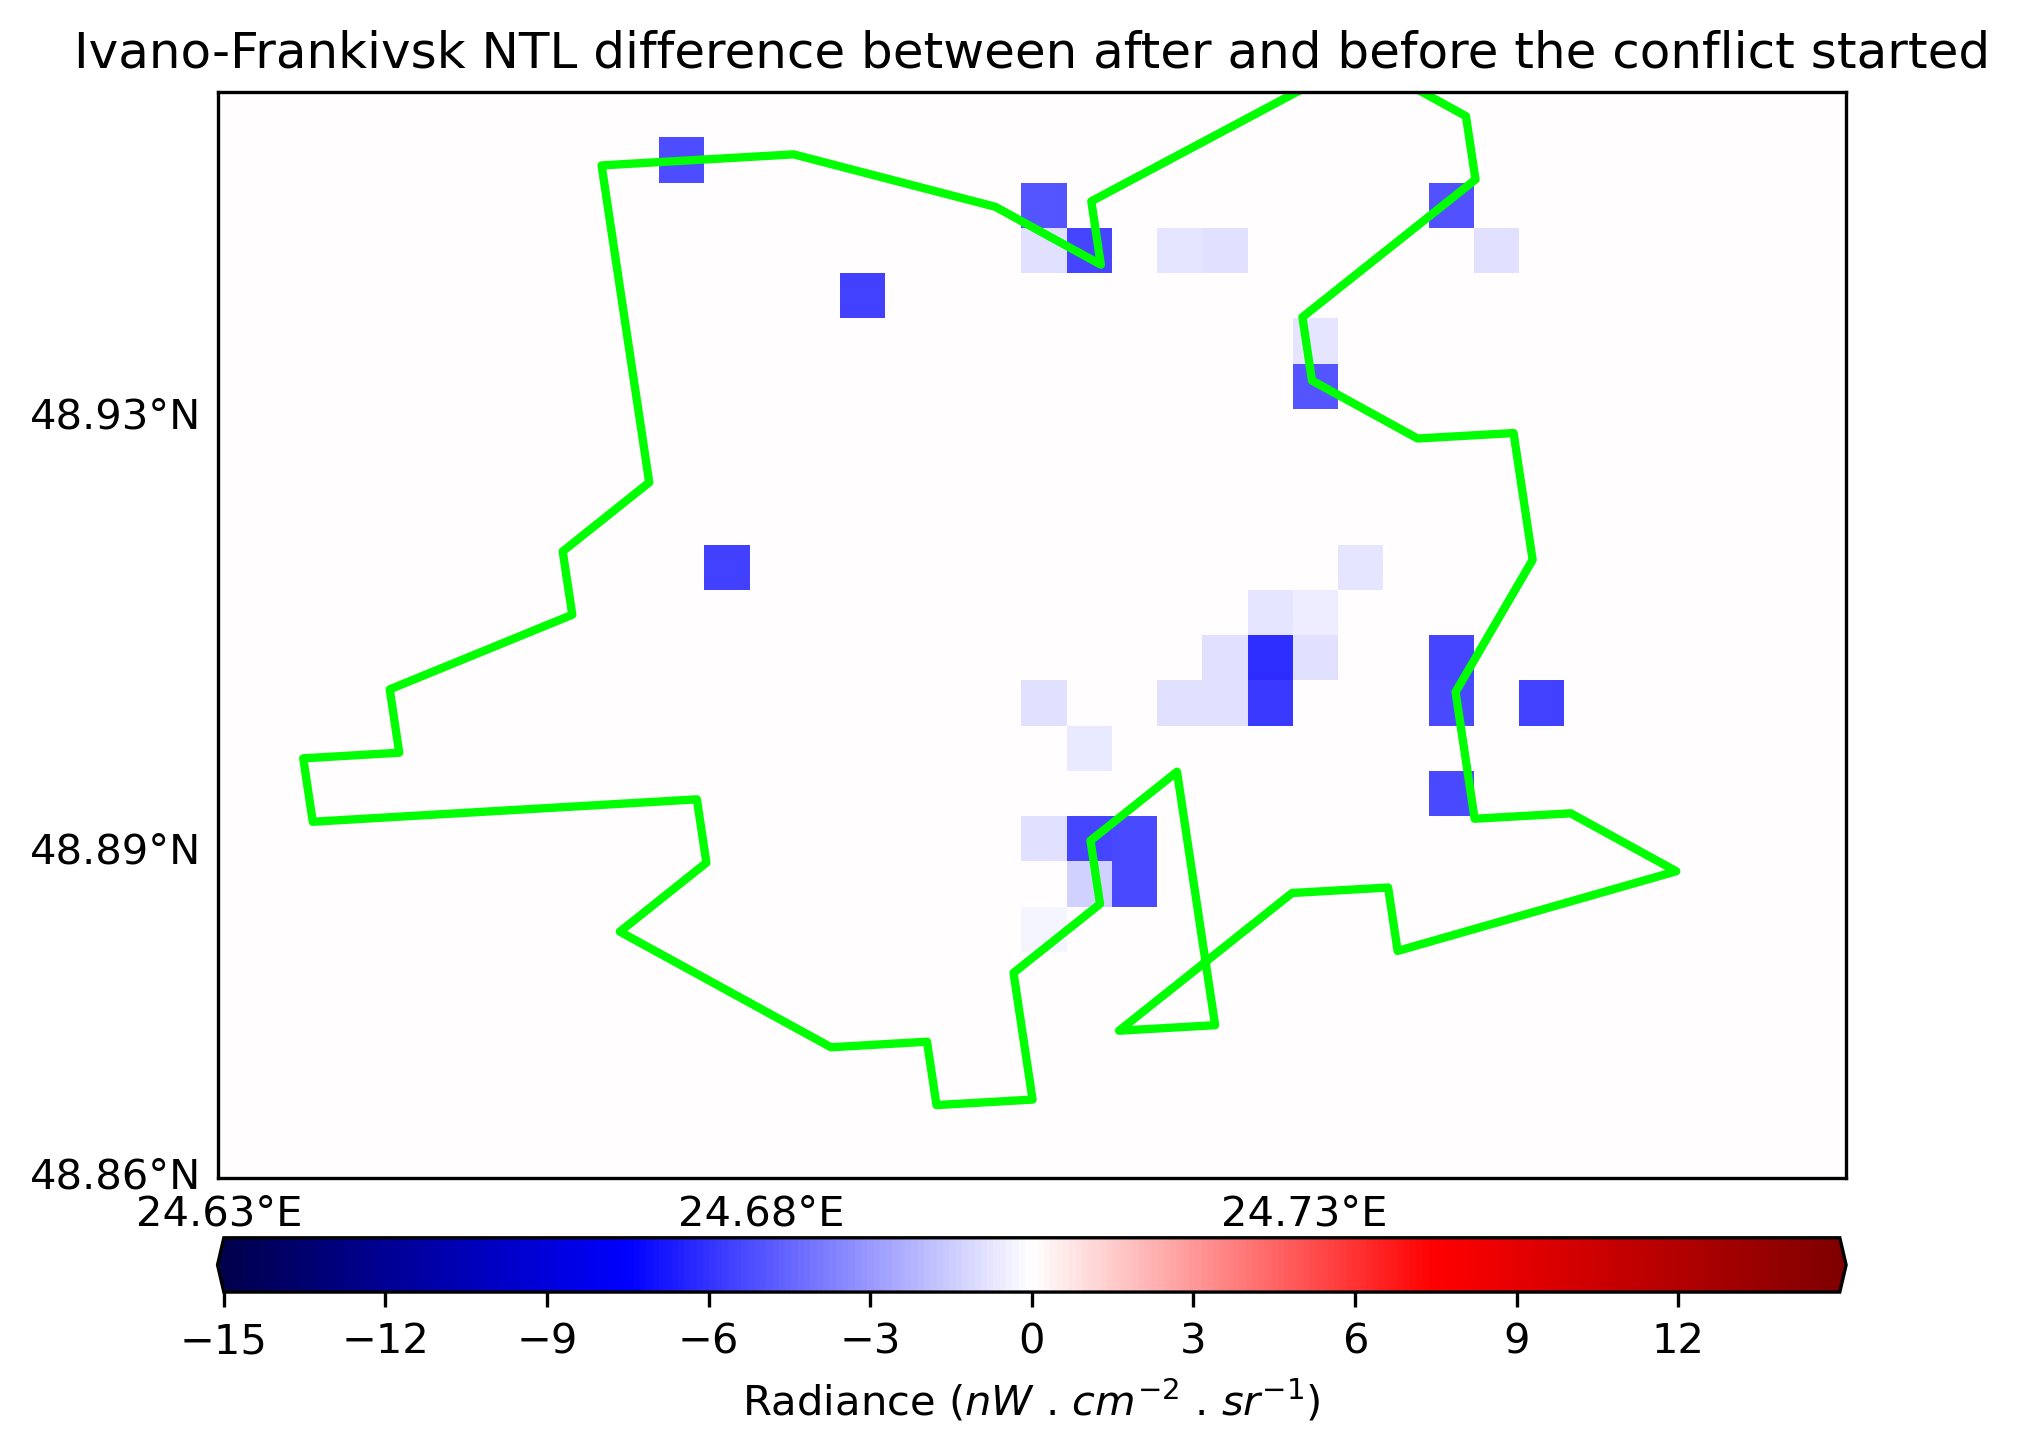 Ivano-Frankivsk NTL difference between after and before the conflict started
48.93°N
48.89°N
48.86°N
24.63°E 24.68°E 24.73°E
−15 −12 −9 −6 −3 0 3 6 9 12
Radiance (nW . cm⁻² . sr⁻¹)